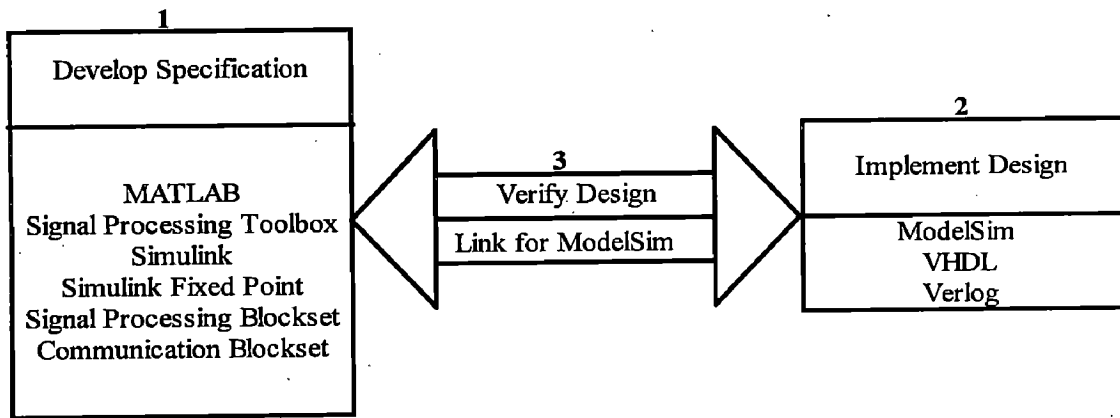 1
Develop Specification
MATLAB
Signal Processing Toolbox
Simulink
Simulink Fixed Point
Signal Processing Blockset
Communication Blockset
3
Verify Design
Link for ModelSim
2
Implement Design
ModelSim
VHDL
Verlog